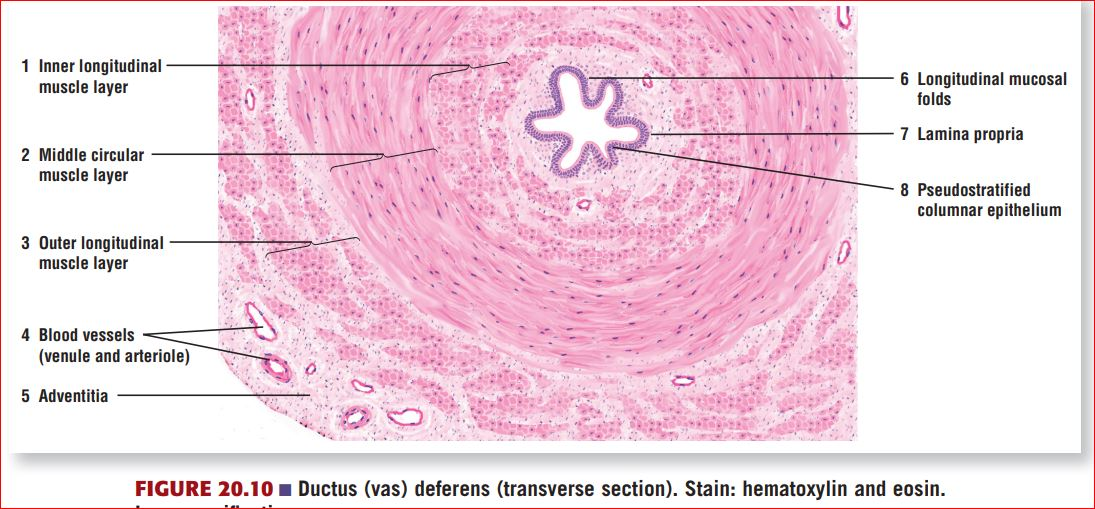 1 Inner longitudinal
muscle layer
2 Middle circular
muscle layer
3 Outer longitudinal
muscle layer
4 Blood vessels
(venule and arteriole)
5 Adventitia
6 Longitudinal mucosal
folds
7 Lamina propria
8 Pseudostratified
columnar epithelium
FIGURE 20.10 ■ Ductus (vas) deferens (transverse section). Stain: hematoxylin and eosin.